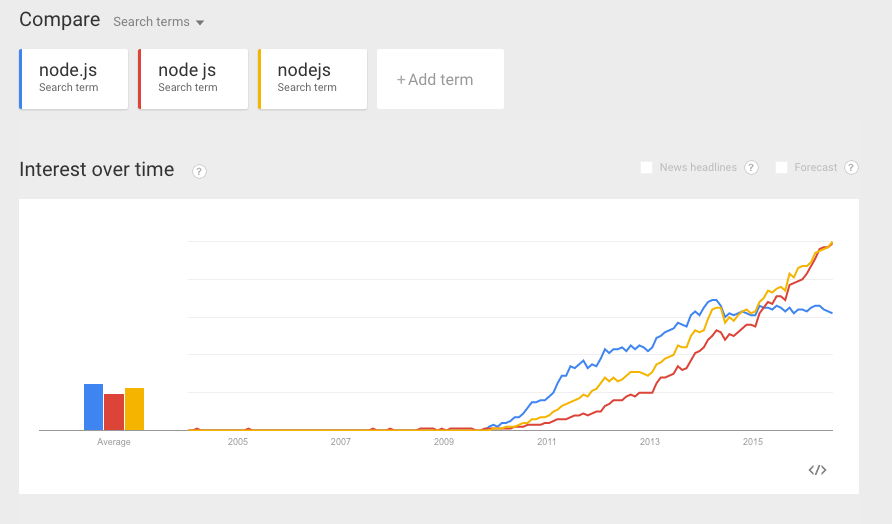 Compare Search terms
node.js node js nodejs
+ Add term
Search term Search term Search term
Interest over time ? News headlines ? Forecast ?
Average 2005 2007 2009 2011 2013 2015
</>